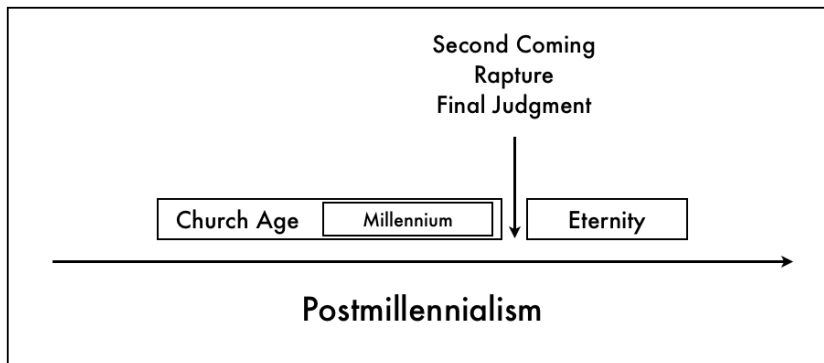 Second Coming
Rapture
Final Judgment
Church Age
Millennium
Eternity
Postmillennialism